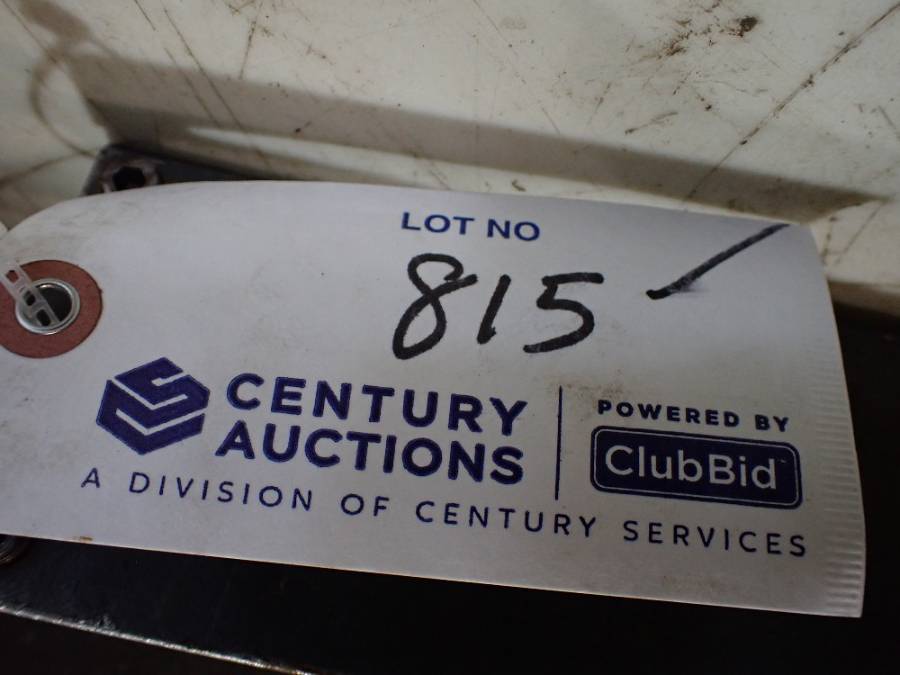 LOT NO
815
CENTURY
AUCTIONS
A DIVISION OF CENTURY SERVICES
POWERED BY
ClubBid